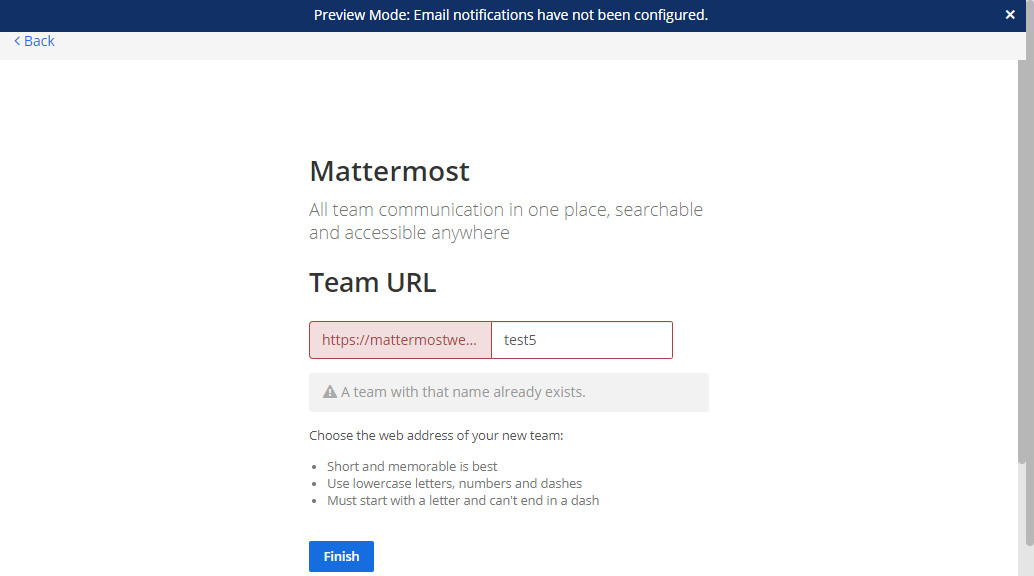 Preview Mode: Email notifications have not been configured.
Back
Mattermost
All team communication in one place, searchable
and accessible anywhere
Team URL
https://mattermostwe... test5
A team with that name already exists.
Choose the web address of your new team:
Short and memorable is best
Use lowercase letters, numbers and dashes
Must start with a letter and can't end in a dash
Finish